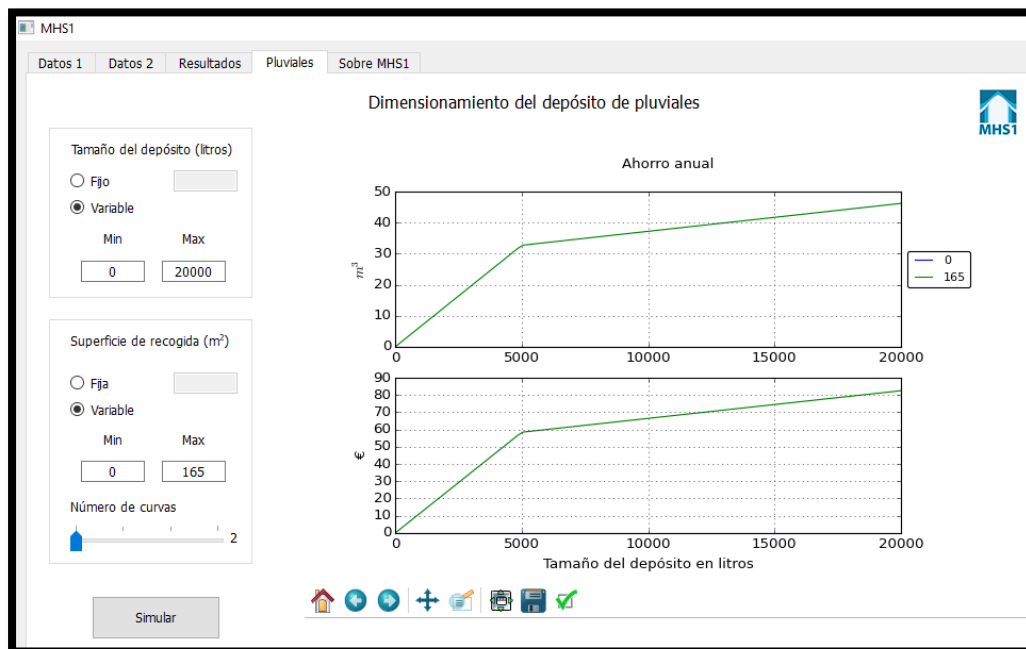 MHS1
Datos 1 Datos 2 Resultados Pluviales Sobre MHS1
Dimensionamiento del depósito de pluviales
MHS1
Tamaño del depósito (litros)
Fijo
Variable
Min Max
0 20000
Superficie de recogida (m²)
Fija
Variable
Min Max
0 165
Número de curvas
2
Simular
Ahorro anual
50
40
30
20
10
0
m³
0 5000 10000 15000 20000
0
165
90
80
70
60
50
40
30
20
10
0
€
0 5000 10000 15000 20000
Tamaño del depósito en litros